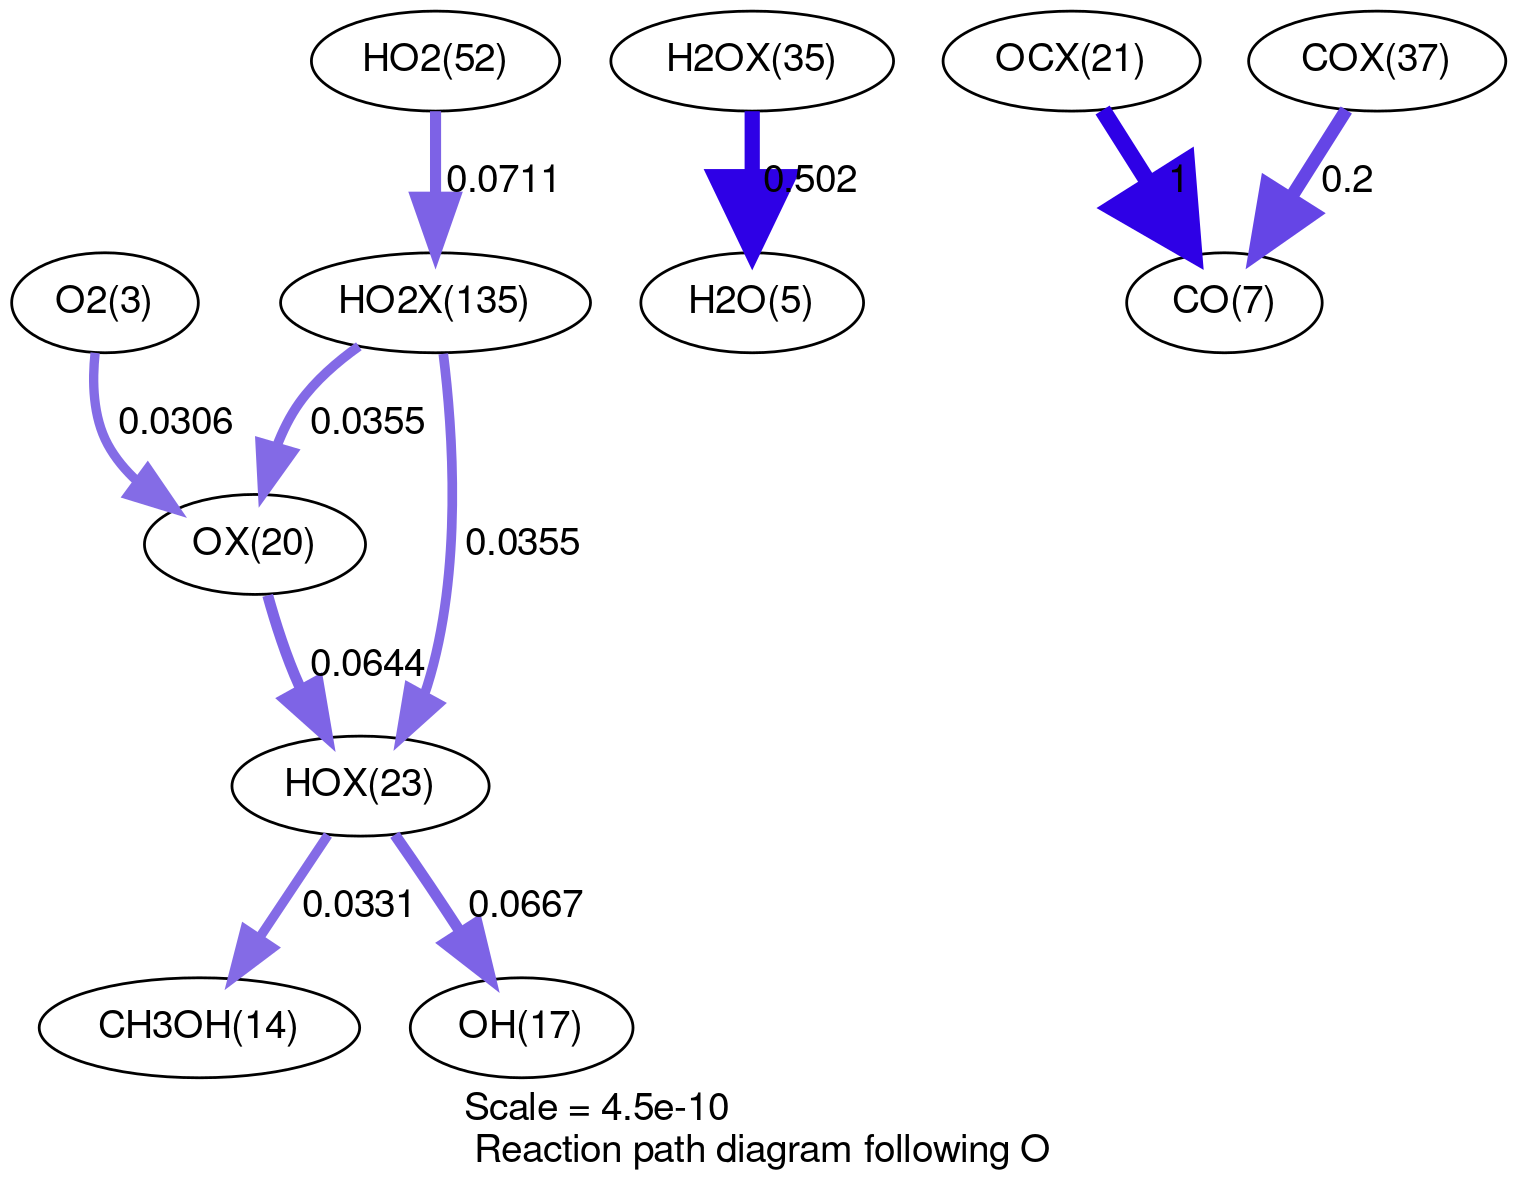 HO2(52)
H2OX(35)
OCX(21)
COX(37)
0.0711
0.502
1
0.2
O2(3)
HO2X(135)
H2O(5)
CO(7)
0.0306
0.0355
OX(20)
0.0355
0.0644
HOX(23)
0.0331
0.0667
CH3OH(14)
OH(17)
Scale = 4.5e-10
Reaction path diagram following O